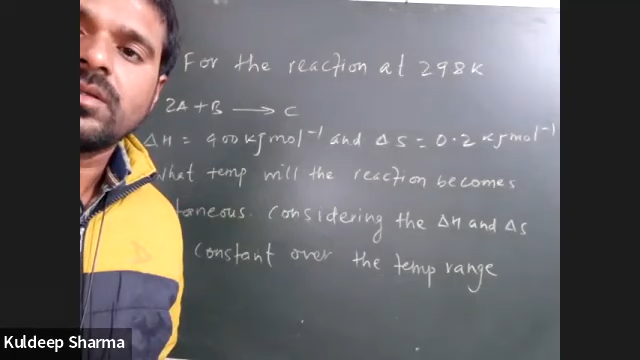 For the reaction at 298K
2A + B ⟶ C
ΔH = 900 KJ mol⁻¹ and ΔS = 0.2 KJ mol⁻¹
What temp will the reaction becomes
taneous. Considering the ΔH and ΔS
Constant over the temp range
Kuldeep Sharma